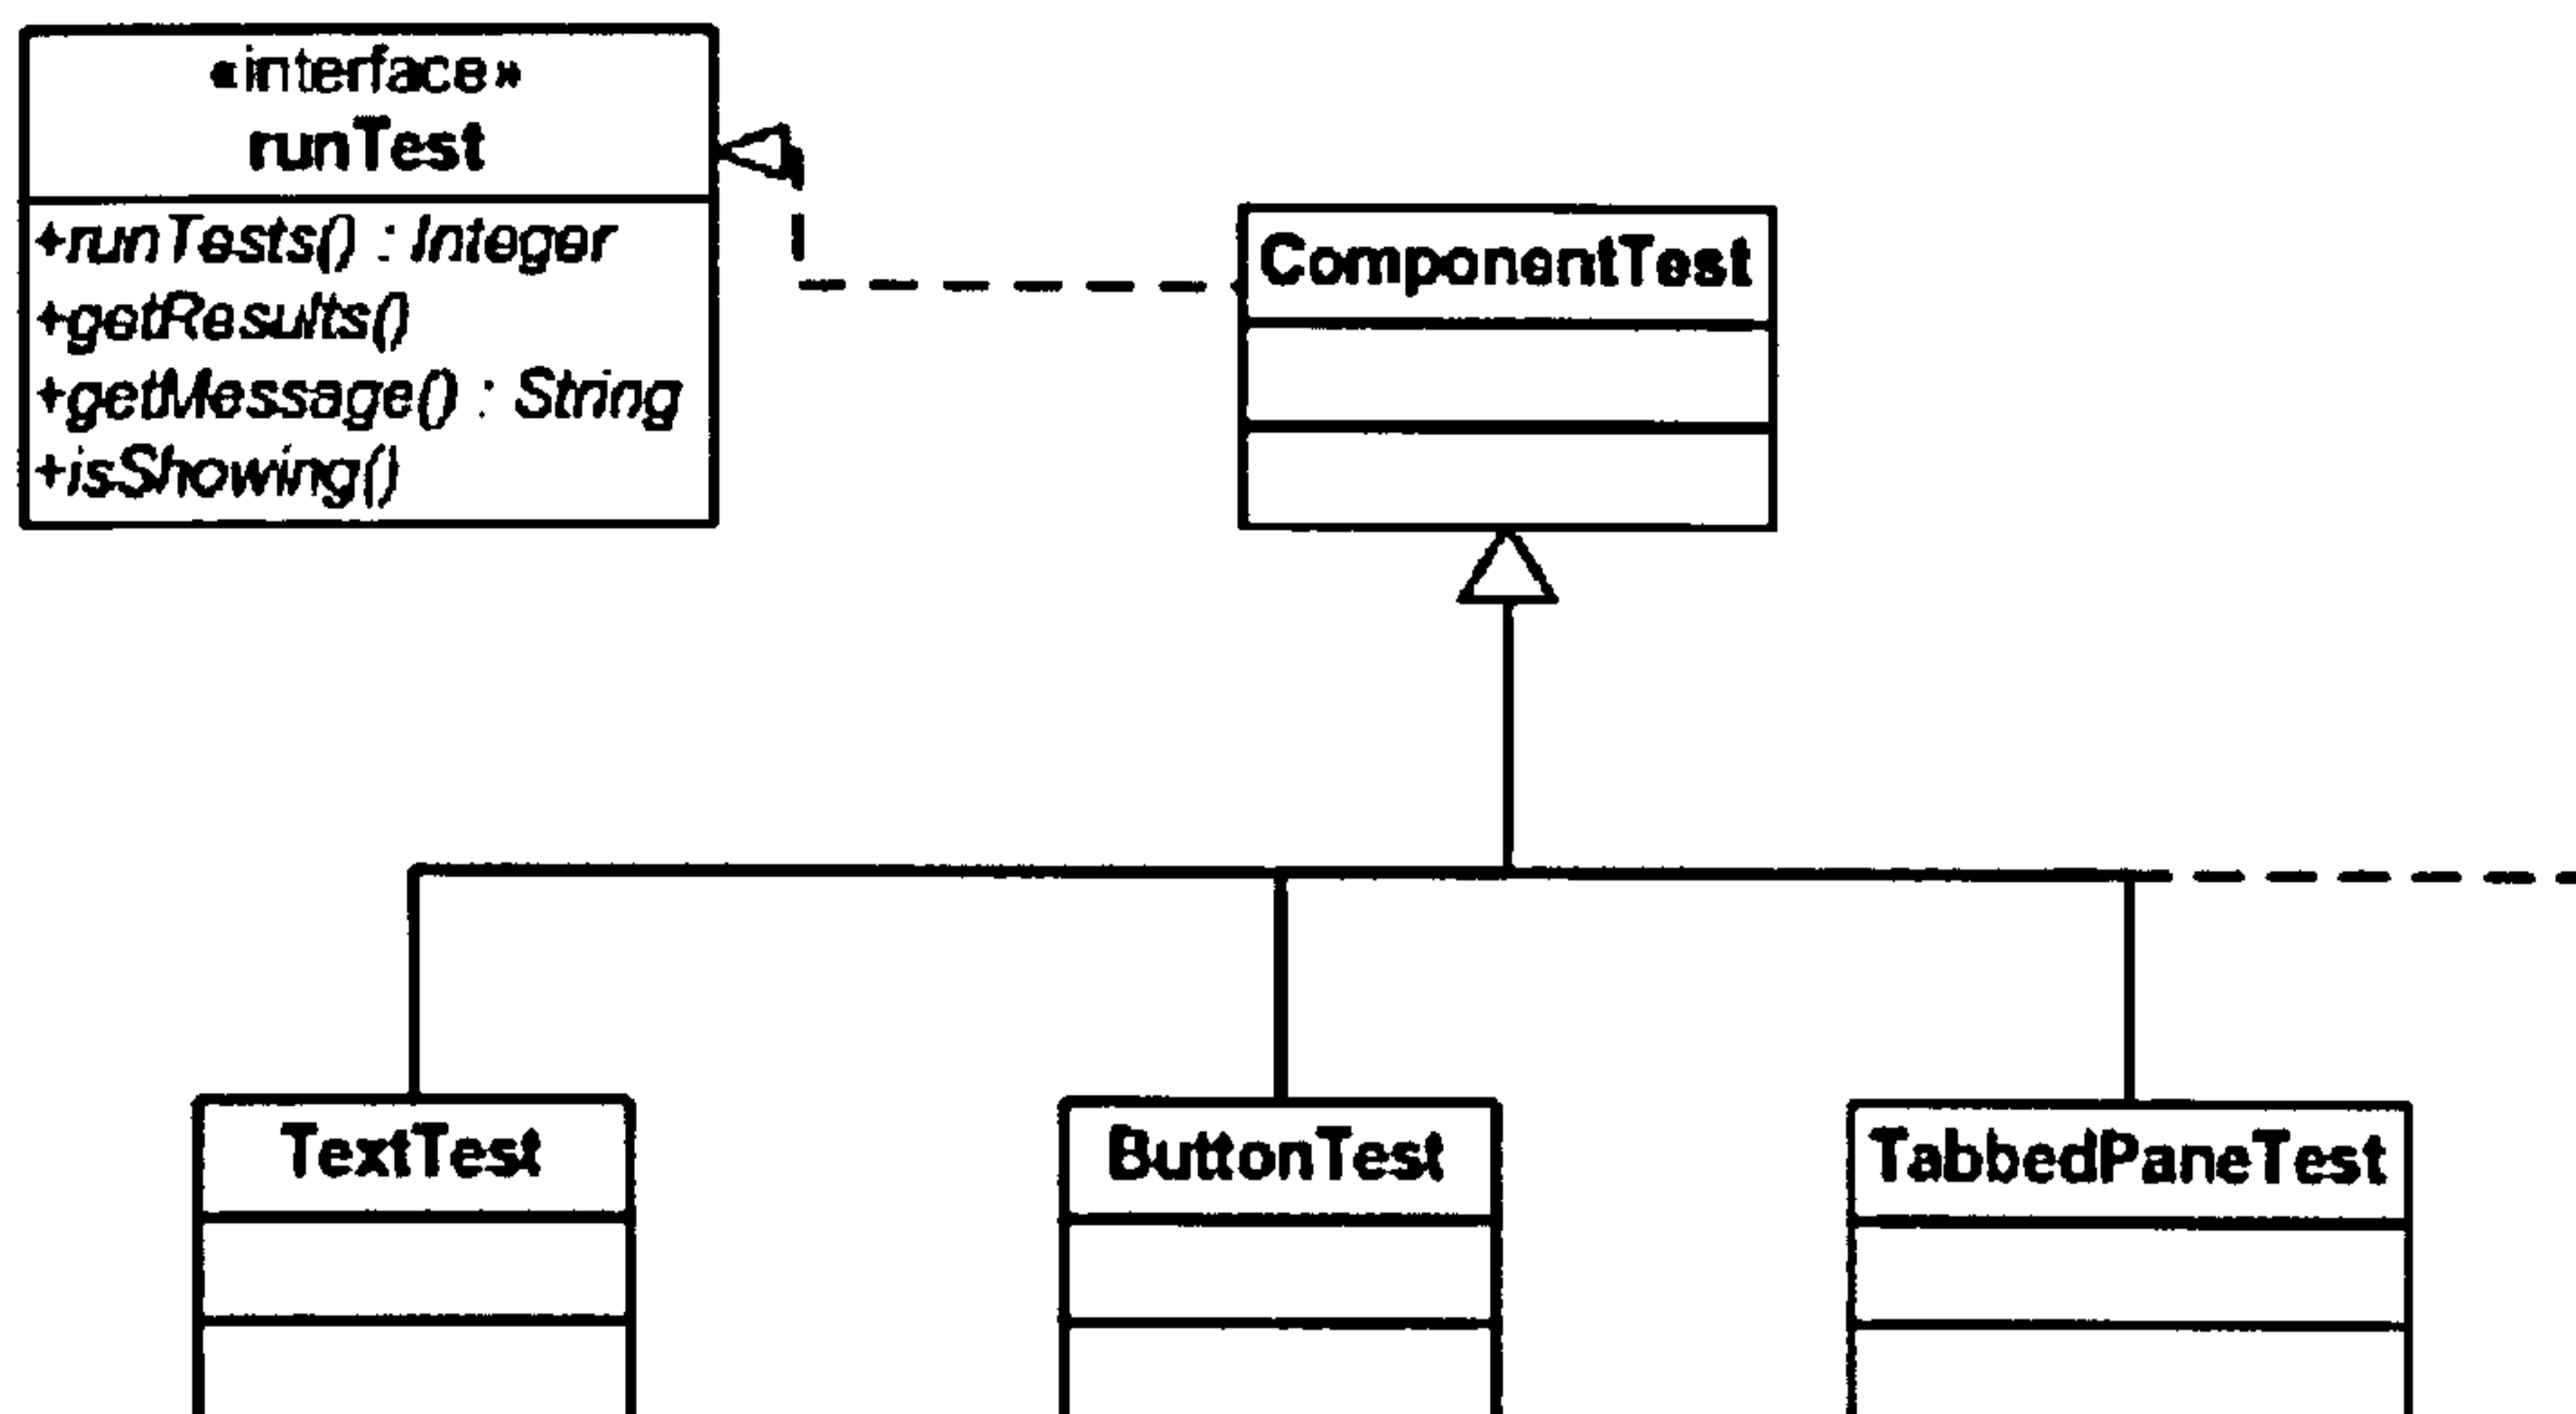 «interface»
runTest
+runTests() : Integer
+getResults()
+getMessage() : String
+isShowing()
ComponentTest
TextTest
ButtonTest
TabbedPaneTest